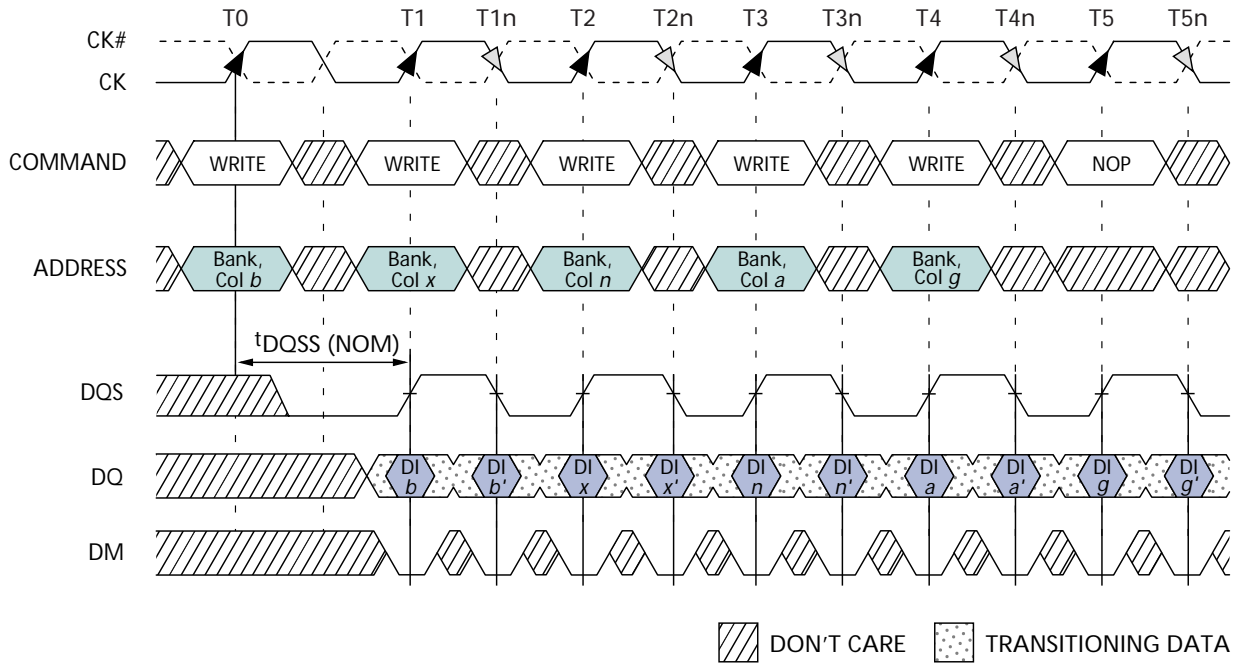 T0 T1 T1n T2 T2n T3 T3n T4 T4n T5 T5n
CK#
CK
COMMAND WRITE WRITE WRITE WRITE WRITE NOP
ADDRESS
Bank, Col b
Bank, Col x
Bank, Col n
Bank, Col a
Bank, Col g
tDQSS (NOM)
DQS
DQ
DI b
DI b'
DI x
DI x'
DI n
DI n'
DI a
DI a'
DI g
DI g'
DM
DON'T CARE
TRANSITIONING DATA